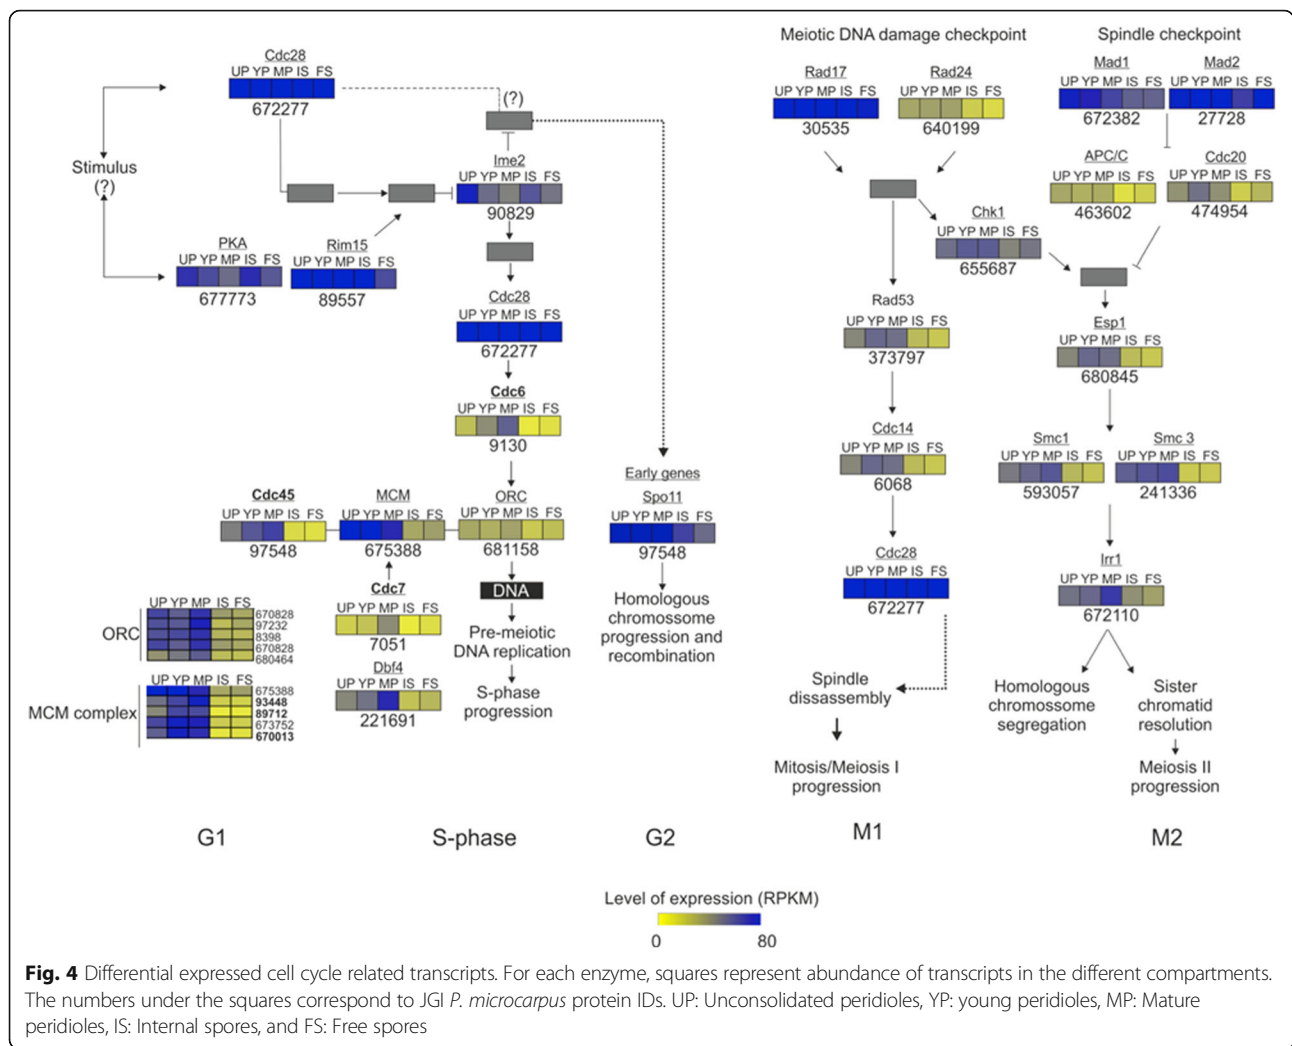 Cdc28
UP YP MP IS FS
672277
Stimulus
(?)
PKA
UP YP MP IS FS
677773
Rim15
UP YP MP IS FS
89557
(?)
Ime2
UP YP MP IS FS
90829
Cdc28
UP YP MP IS FS
672277
Cdc6
UP YP MP IS FS
9130
Cdc45
UP YP MP IS FS
97548
MCM
UP YP MP IS FS
675388
ORC
UP YP MP IS FS
681158
Cdc7
UP YP MP IS FS
7051
Dbf4
UP YP MP IS FS
221691
DNA
Pre-meiotic
DNA replication
S-phase
progression
ORC
UP YP MP IS FS
670828
97232
8398
670828
680464
MCM complex
UP YP MP IS FS
675388
93448
89712
673752
670013
Early genes
Spo11
UP YP MP IS FS
97548
Homologous
chromossome
progression and
recombination
Meiotic DNA damage checkpoint
Rad17
UP YP MP IS FS
30535
Rad24
UP YP MP IS FS
640199
Chk1
UP YP MP IS FS
655687
Rad53
UP YP MP IS FS
373797
Cdc14
UP YP MP IS FS
6068
Cdc28
UP YP MP IS FS
672277
Spindle
disassembly
Mitosis/Meiosis I
progression
Spindle checkpoint
Mad1
UP YP MP IS FS
672382
Mad2
UP YP MP IS FS
27728
APC/C
UP YP MP IS FS
463602
Cdc20
UP YP MP IS FS
474954
Esp1
UP YP MP IS FS
680845
Smc1
UP YP MP IS FS
593057
Smc 3
UP YP MP IS FS
241336
Irr1
UP YP MP IS FS
672110
Homologous
chromossome
segregation
Sister
chromatid
resolution
Meiosis II
progression
G1
S-phase
G2
M1
M2
Level of expression (RPKM)
0 80
Fig. 4 Differential expressed cell cycle related transcripts. For each enzyme, squares represent abundance of transcripts in the different compartments.
The numbers under the squares correspond to JGI P. microcarpus protein IDs. UP: Unconsolidated peridioles, YP: young peridioles, MP: Mature
peridioles, IS: Internal spores, and FS: Free spores